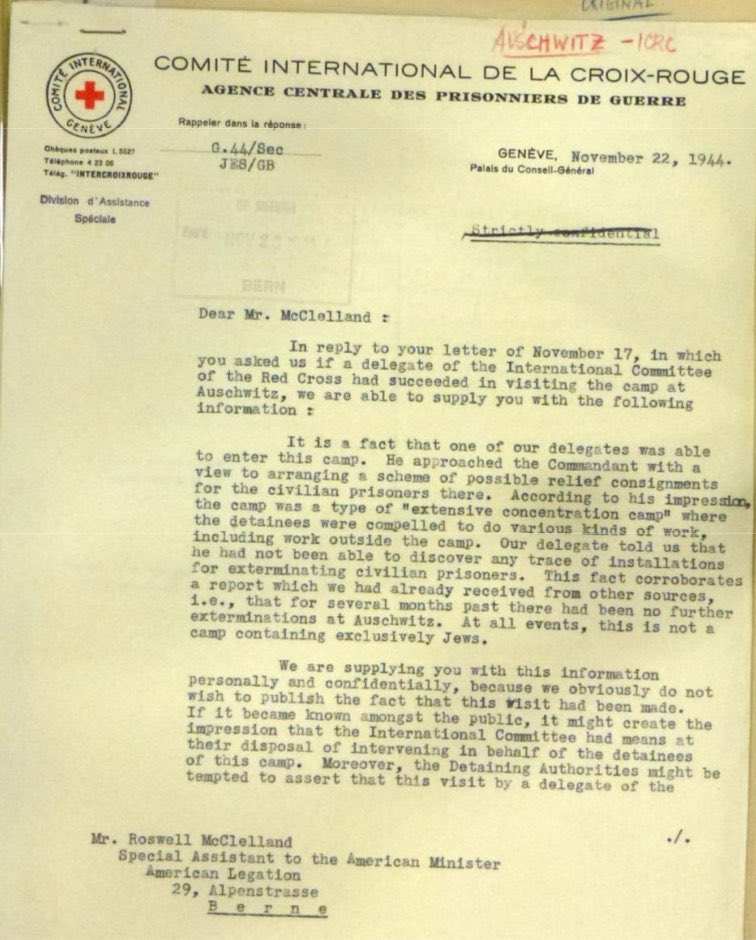 ORIGINAL
AUSCHWITZ - ICRC
COMITÉ INTERNATIONAL DE LA CROIX-ROUGE
AGENCE CENTRALE DES PRISONNIERS DE GUERRE
COMITÉ INTERNATIONAL
GENÈVE
Rappeler dans la réponse:
G.44/Sec
JES/GB
Chèques postaux I. 5527
Téléphone 4 23 05
Télég. "INTERCROIXROUGE"
Division d'Assistance
Spéciale
GENÈVE, November 22, 1944.
Palais du Conseil-Général
Strictly confidential
NOV 23
BERN
Dear Mr. McClelland :
In reply to your letter of November 17, in which
you asked us if a delegate of the International Committee
of the Red Cross had succeeded in visiting the camp at
Auschwitz, we are able to supply you with the following
information :
It is a fact that one of our delegates was able
to enter this camp. He approached the Commandant with a
view to arranging a scheme of possible relief consignments
for the civilian prisoners there. According to his impression,
the camp was a type of "extensive concentration camp" where
the detainees were compelled to do various kinds of work,
including work outside the camp. Our delegate told us that
he had not been able to discover any trace of installations
for exterminating civilian prisoners. This fact corroborates
a report which we had already received from other sources,
i.e., that for several months past there had been no further
exterminations at Auschwitz. At all events, this is not a
camp containing exclusively Jews.
We are supplying you with this information
personally and confidentially, because we obviously do not
wish to publish the fact that this visit had been made.
If it became known amongst the public, it might create the
impression that the International Committee had means at
their disposal of intervening in behalf of the detainees
of this camp. Moreover, the Detaining Authorities might be
tempted to assert that this visit by a delegate of the
./.
Mr. Roswell McClelland
Special Assistant to the American Minister
American Legation
29, Alpenstrasse
B e r n e